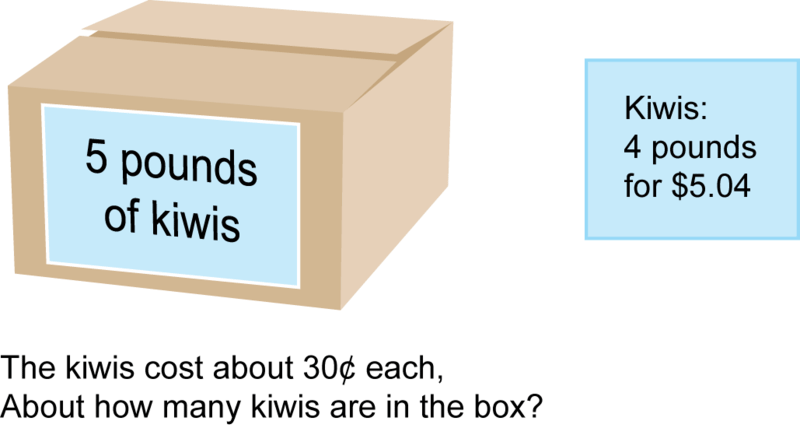 5 pounds
of kiwis
Kiwis:
4 pounds
for $5.04
The kiwis cost about 30¢ each,
About how many kiwis are in the box?